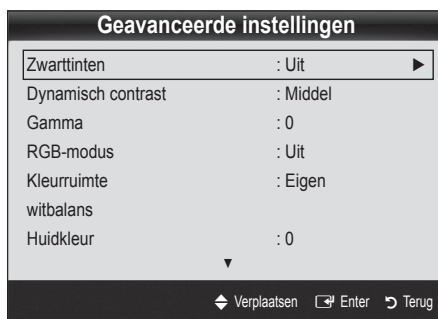 Geavanceerde instellingen
Zwarttinten : Uit ►
Dynamisch contrast : Middel
Gamma : 0
RGB-modus : Uit
Kleurruimte : Eigen
witbalans
Huidkleur : 0
▼
Verplaatsen Enter Terug